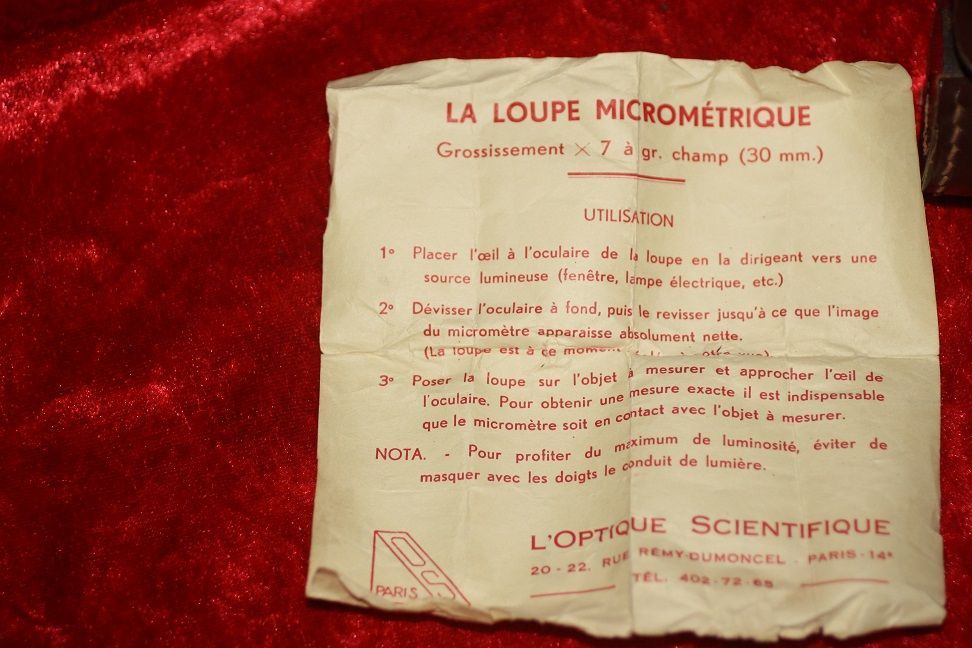 LA LOUPE MICROMÉTRIQUE
Grossissement × 7 à gr. champ (30 mm.)
UTILISATION
1° Placer l'œil à l'oculaire de la loupe en la dirigeant vers une
source lumineuse (fenêtre, lampe électrique, etc.)
2° Dévisser l'oculaire à fond, puis le revisser jusqu'à ce que l'image
du micromètre apparaisse absolument nette.
(La loupe est à ce moment à votre vue)
3° Poser la loupe sur l'objet à mesurer et approcher l'œil de
l'oculaire. Pour obtenir une mesure exacte il est indispensable
que le micromètre soit en contact avec l'objet à mesurer.
NOTA. - Pour profiter du maximum de luminosité, éviter de
masquer avec les doigts le conduit de lumière.
L'OPTIQUE SCIENTIFIQUE
20-22, RUE RÉMY-DUMONCEL - PARIS-14e
TÉL. 402-72-65
OS
PARIS